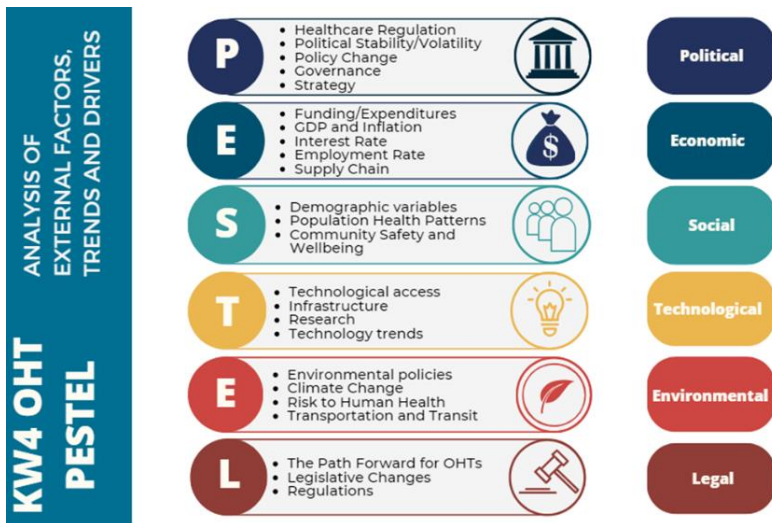 KW4 OHT
PESTEL
ANALYSIS OF
EXTERNAL FACTORS,
TRENDS AND DRIVERS
P
• Healthcare Regulation
• Political Stability/Volatility
• Policy Change
• Governance
• Strategy
Political
E
• Funding/Expenditures
• GDP and Inflation
• Interest Rate
• Employment Rate
• Supply Chain
$
Economic
S
• Demographic variables
• Population Health Patterns
• Community Safety and
Wellbeing
Social
T
• Technological access
• Infrastructure
• Research
• Technology trends
Technological
E
• Environmental policies
• Climate Change
• Risk to Human Health
• Transportation and Transit
Environmental
L
• The Path Forward for OHTs
• Legislative Changes
• Regulations
Legal